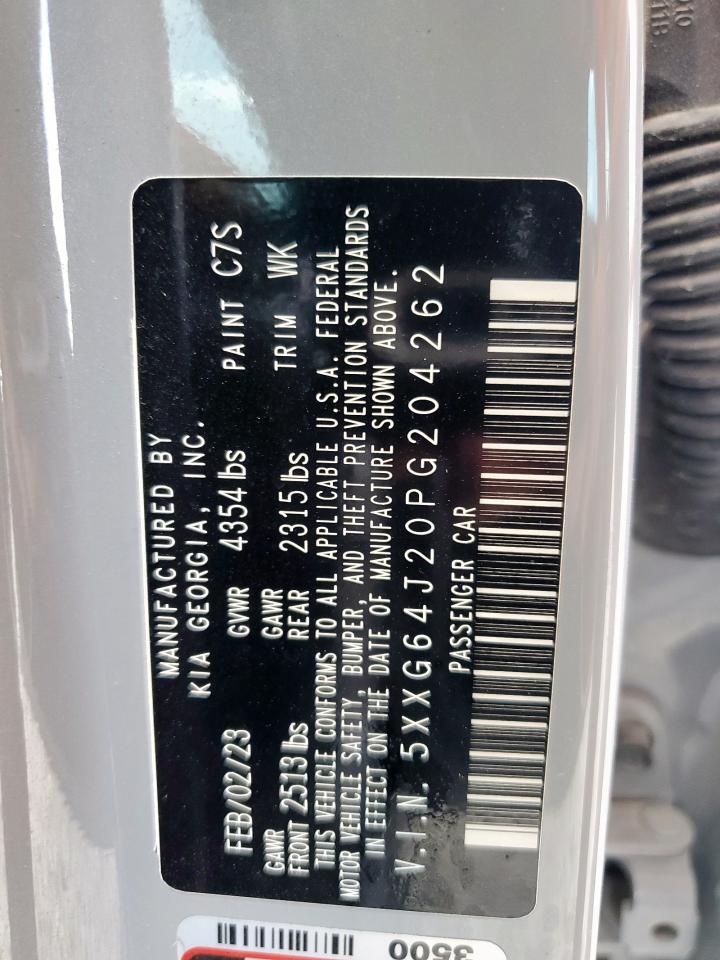 MANUFACTURED BY
KIA GEORGIA, INC.
FEB/02/23 GVWR 4354 lbs PAINT C7S
GAWR FRONT 2513 lbs GAWR REAR 2315 lbs TRIM WK
THIS VEHICLE CONFORMS TO ALL APPLICABLE U.S.A. FEDERAL
MOTOR VEHICLE SAFETY, BUMPER, AND THEFT PREVENTION STANDARDS
IN EFFECT ON THE DATE OF MANUFACTURE SHOWN ABOVE.
V.I.N. 5XXG64J20PG204262
PASSENGER CAR
3500